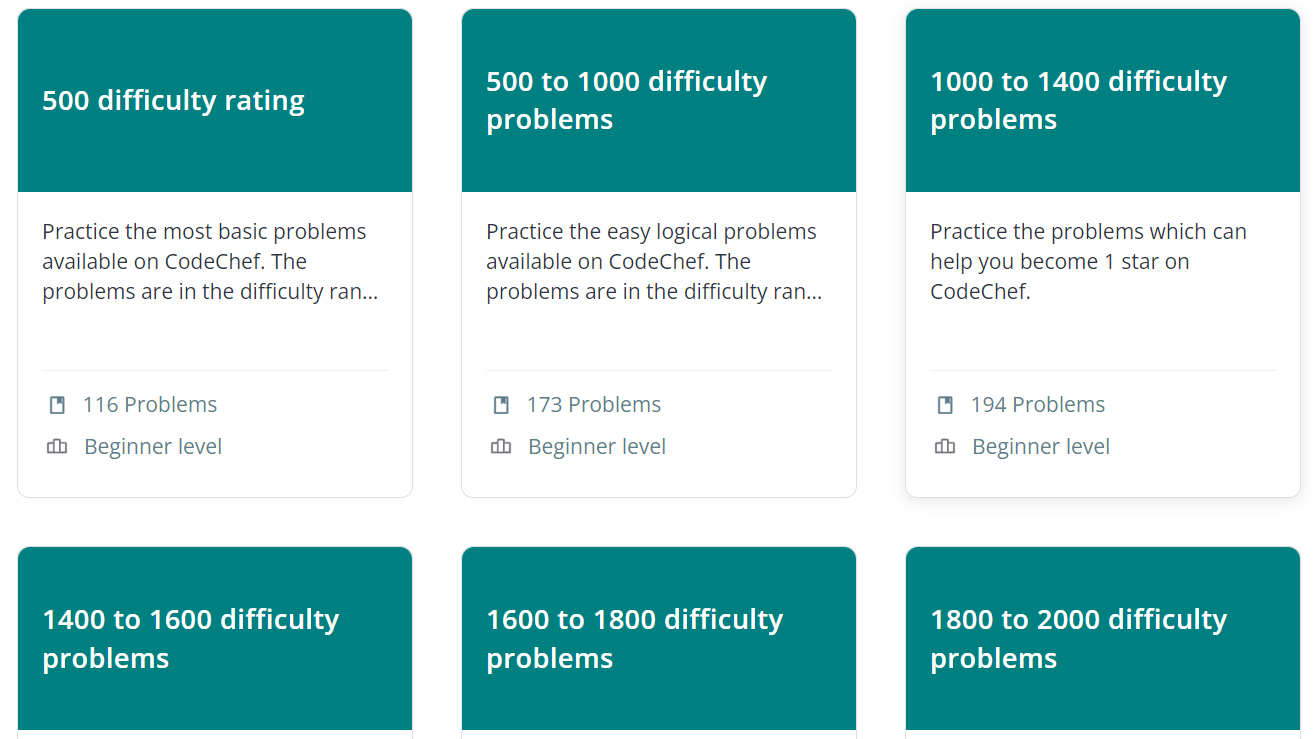 500 difficulty rating
Practice the most basic problems
available on CodeChef. The
problems are in the difficulty ran...
116 Problems
Beginner level
500 to 1000 difficulty
problems
Practice the easy logical problems
available on CodeChef. The
problems are in the difficulty ran...
173 Problems
Beginner level
1000 to 1400 difficulty
problems
Practice the problems which can
help you become 1 star on
CodeChef.
194 Problems
Beginner level
1400 to 1600 difficulty
problems
1600 to 1800 difficulty
problems
1800 to 2000 difficulty
problems